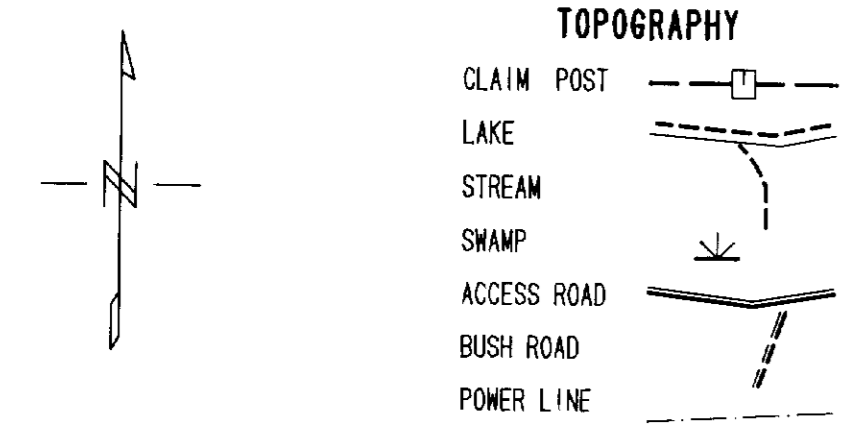 TOPOGRAPHY
CLAIM POST
LAKE
STREAM
SWAMP
ACCESS ROAD
BUSH ROAD
POWER LINE
N